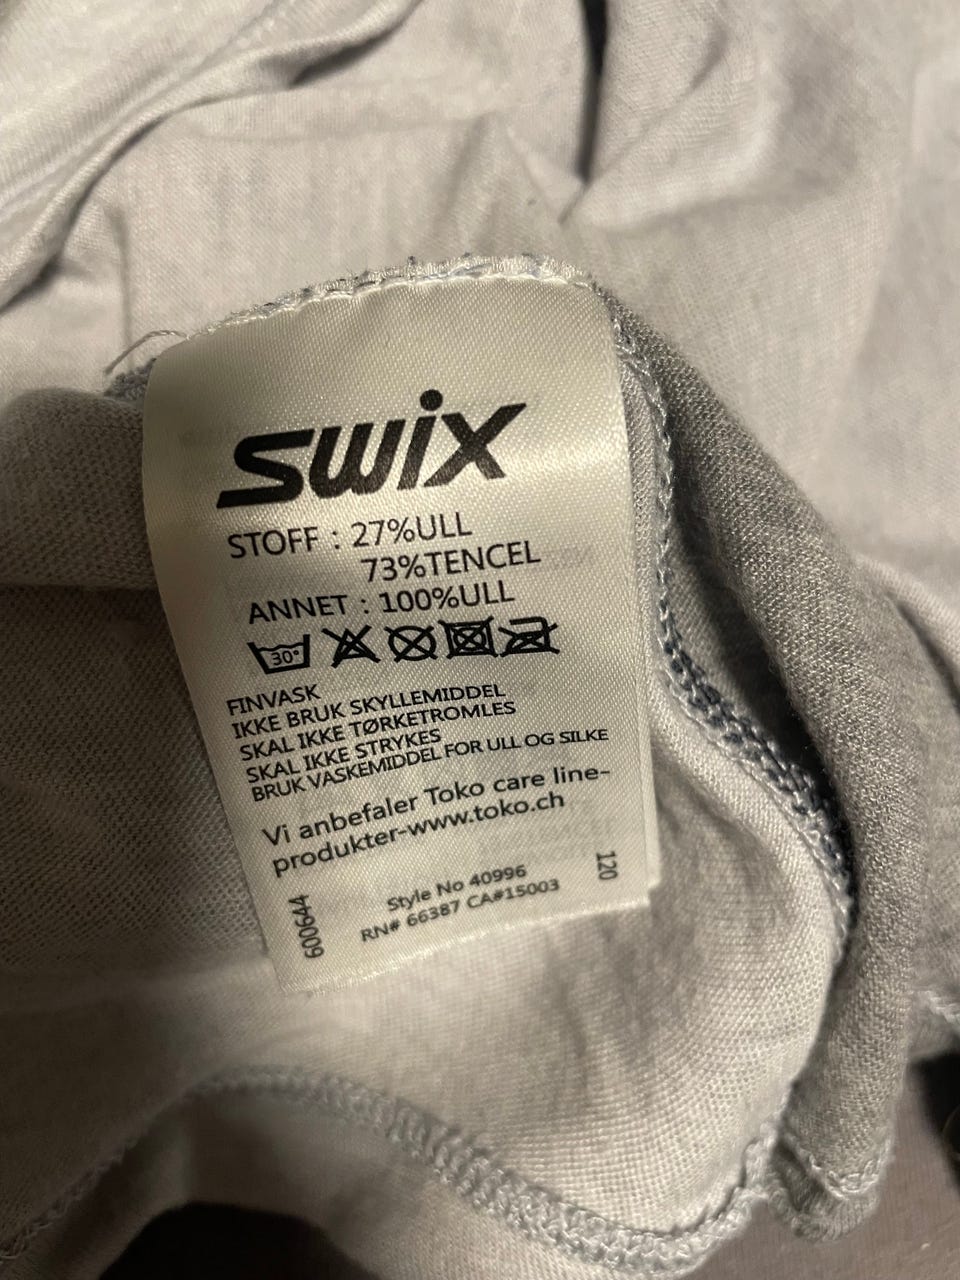 swix
STOFF : 27%ULL
73%TENCEL
ANNET : 100%ULL
30°
FINVASK
IKKE BRUK SKYLLEMIDDEL
SKAL IKKE TØRKETROMLES
SKAL IKKE STRYKES
BRUK VASKEMIDDEL FOR ULL OG SILKE
Vi anbefaler Toko care line-
produkter-www.toko.ch
Style No 40996
RN# 66387 CA#15003
600644
120